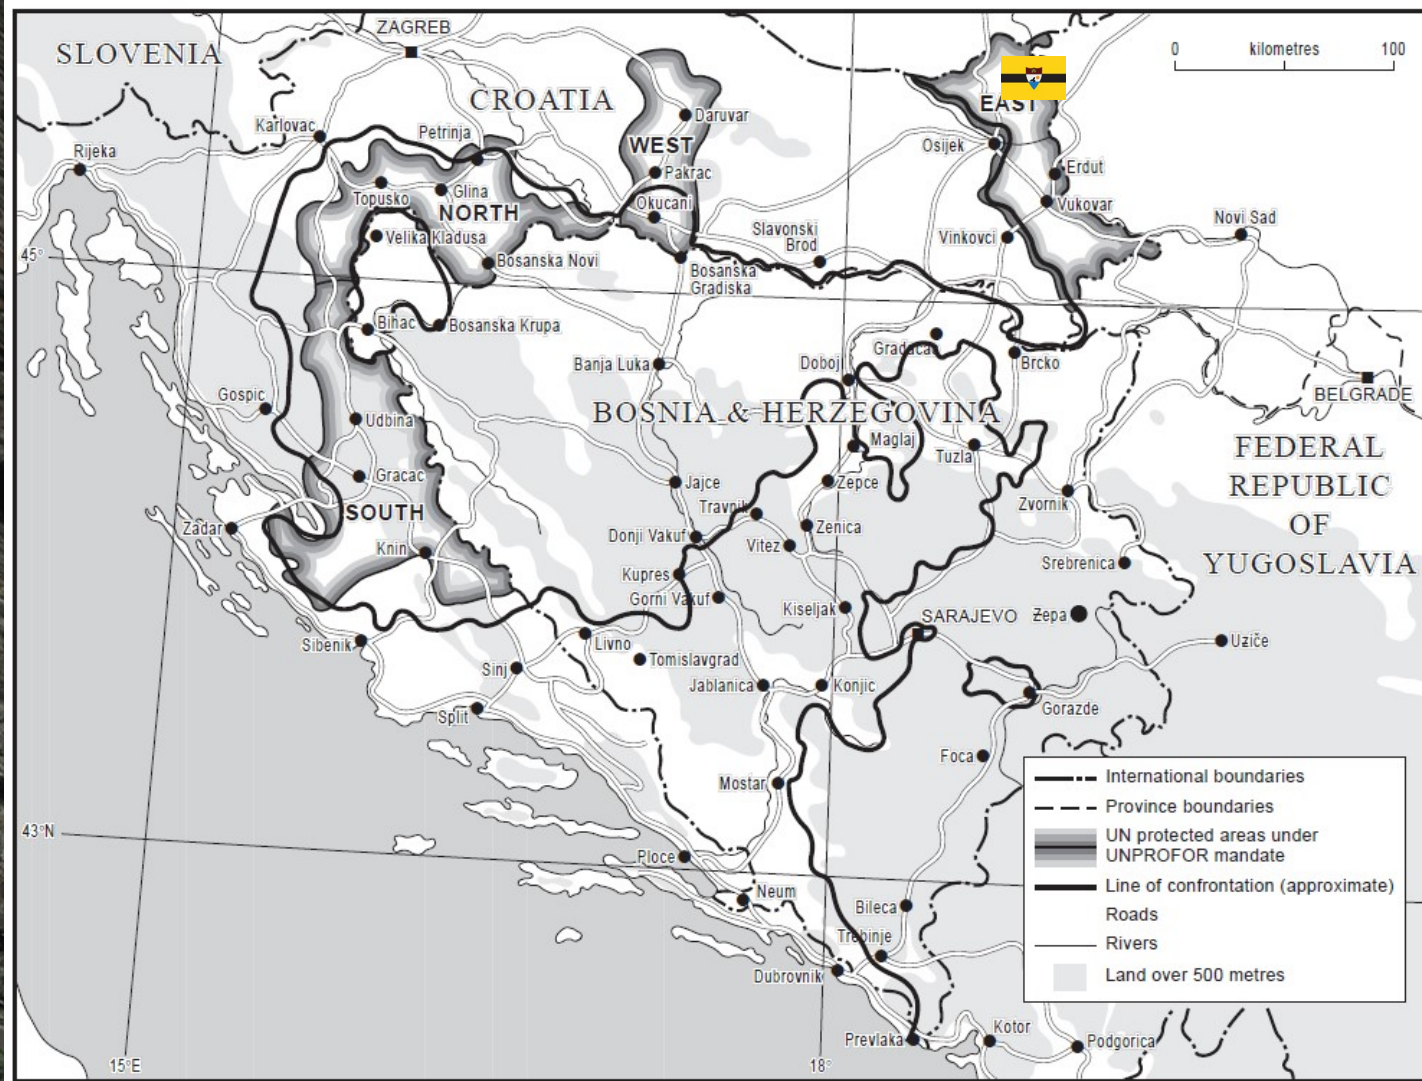 SLOVENIA
ZAGREB
0 kilometres 100
CROATIA
EAST
Karlovac
Petrinja
Daruvar
WEST
Osijek
Rijeka
Pakrac
Erdut
Topusko
Glina
NORTH
Okucani
Vukovar
Novi Sad
Velika Kladusa
Slavonski
Brod
Vinkovci
45°
Bosanska Novi
Bosanska
Gradiska
Bihac
Bosanska Krupa
Gradacac
Brcko
Banja Luka
Doboj
BELGRADE
Gospic
Udbina
BOSNIA & HERZEGOVINA
Maglaj
Tuzla
FEDERAL
REPUBLIC
OF
YUGOSLAVIA
Gracac
Jajce
Zepce
Zvornik
SOUTH
Travnik
Zadar
Zenica
Donji Vakuf
Vitez
Knin
Srebrenica
Kupres
Gorni Vakuf
Kiseljak
SARAJEVO
Zepa
Sibenik
Livno
Uziče
Tomislavgrad
Sinj
Jablanica
Konjic
Gorazde
Split
Foca
Mostar
International boundaries
Province boundaries
UN protected areas under
UNPROFOR mandate
Line of confrontation (approximate)
Roads
Rivers
Land over 500 metres
43°N
Ploce
Neum
Bileca
Trebinje
Dubrovnik
Prevlaka
Kotor
Podgorica
15°E
18°